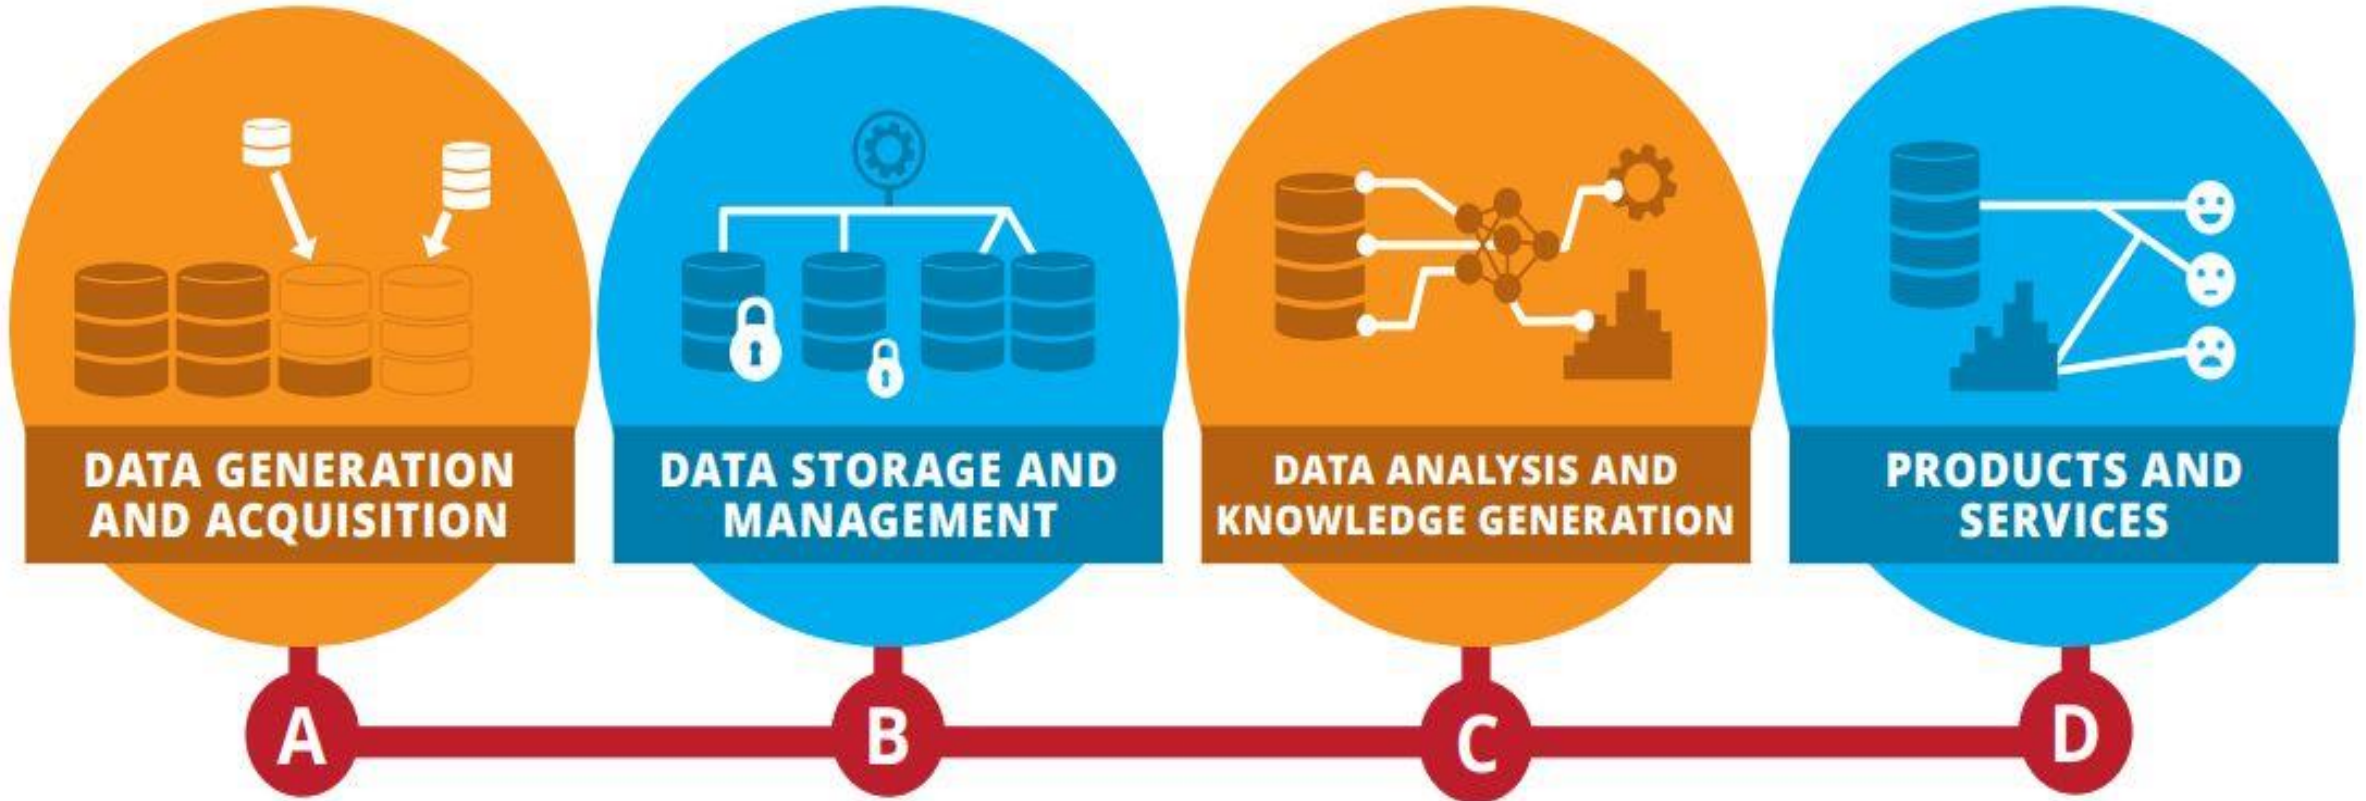 DATA GENERATION
AND ACQUISITION
DATA STORAGE AND
MANAGEMENT
DATA ANALYSIS AND
KNOWLEDGE GENERATION
PRODUCTS AND
SERVICES
A
B
C
D